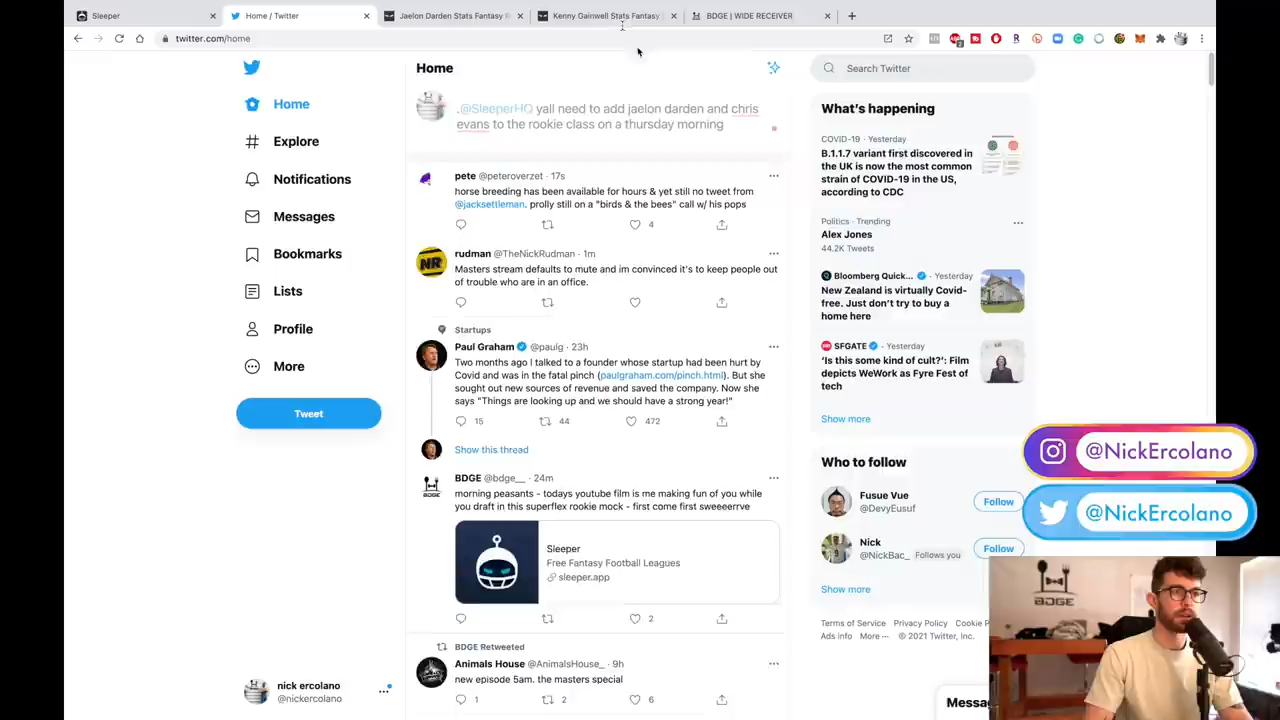 Sleeper
Home / Twitter
Jaelon Darden Stats Fantasy R
Kenny Gainwell Stats Fantasy
BDGE | WIDE RECEIVER
twitter.com/home
Home
Explore
Notifications
Messages
Bookmarks
Lists
Profile
More
Tweet
nick ercolano
@nickercolano
Home
.@SleeperHQ yall need to add jaelon darden and chris
evans to the rookie class on a thursday morning
pete @peteroverzet · 17s
horse breeding has been available for hours & yet still no tweet from
@jacksettleman. prolly still on a "birds & the bees" call w/ his pops
4
rudman @TheNickRudman · 1m
Masters stream defaults to mute and im convinced it's to keep people out
of trouble who are in an office.
Startups
Paul Graham @paulg · 23h
Two months ago I talked to a founder whose startup had been hurt by
Covid and was in the fatal pinch (paulgraham.com/pinch.html). But she
sought out new sources of revenue and saved the company. Now she
says "Things are looking up and we should have a strong year!"
15 44 472
Show this thread
BDGE @bdge__ · 24m
morning peasants - todays youtube film is me making fun of you while
you draft in this superflex rookie mock - first come first sweeeerrve
Sleeper
Free Fantasy Football Leagues
sleeper.app
2
BDGE Retweeted
Animals House @AnimalsHouse_ · 9h
new episode 5am. the masters special
1 2 6
Search Twitter
What's happening
COVID-19 · Yesterday
B.1.1.7 variant first discovered in
the UK is now the most common
strain of COVID-19 in the US,
according to CDC
Politics · Trending
Alex Jones
44.2K Tweets
Bloomberg Quick... · Yesterday
New Zealand is virtually Covid-
free. Just don't try to buy a
home here
SFGATE · Yesterday
'Is this some kind of cult?': Film
depicts WeWork as Fyre Fest of
tech
Show more
Who to follow
Fusue Vue
@DevyEusuf
Follow
Nick
@NickBac_ Follows you
Follow
Show more
Terms of Service Privacy Policy Cookie P
Ads info More ··· © 2021 Twitter, Inc.
Messag
@NickErcolano
@NickErcolano
BDGE